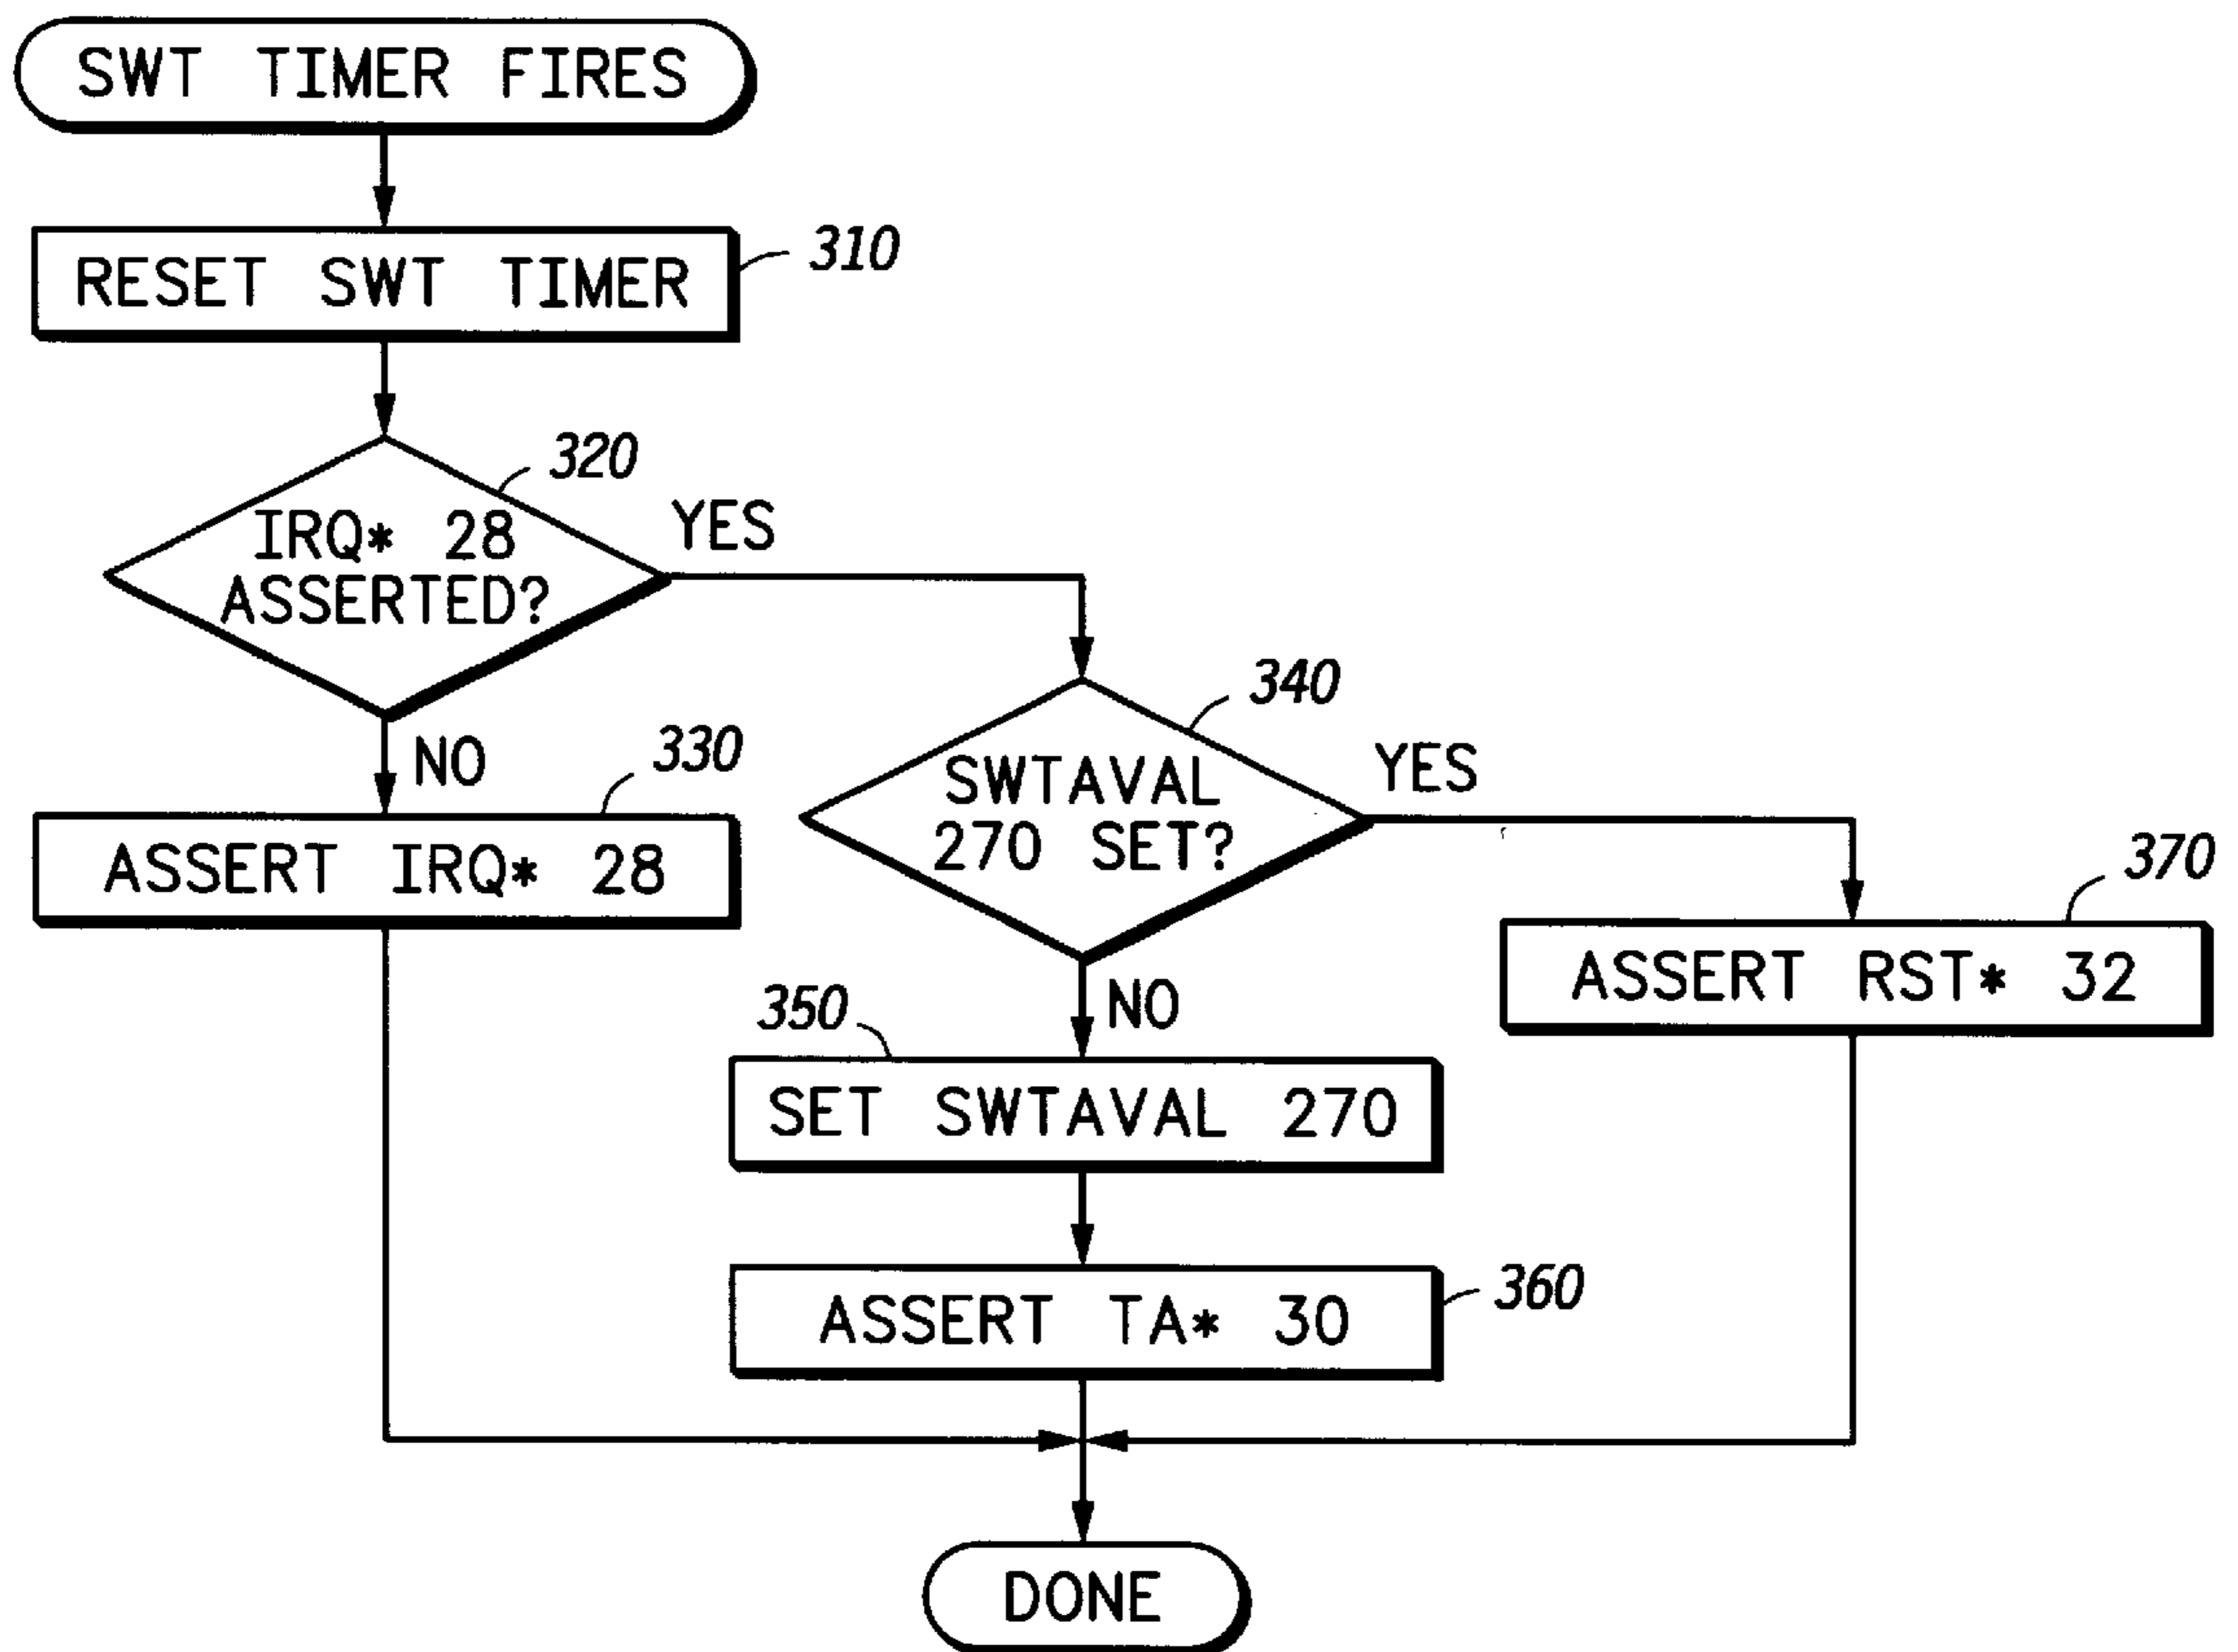 SWT TIMER FIRES
RESET SWT TIMER
310
320
IRQ* 28
ASSERTED?
YES
NO
330
ASSERT IRQ* 28
340
SWTAVAL
270 SET?
YES
370
ASSERT RST* 32
NO
350
SET SWTAVAL 270
ASSERT TA* 30
360
DONE